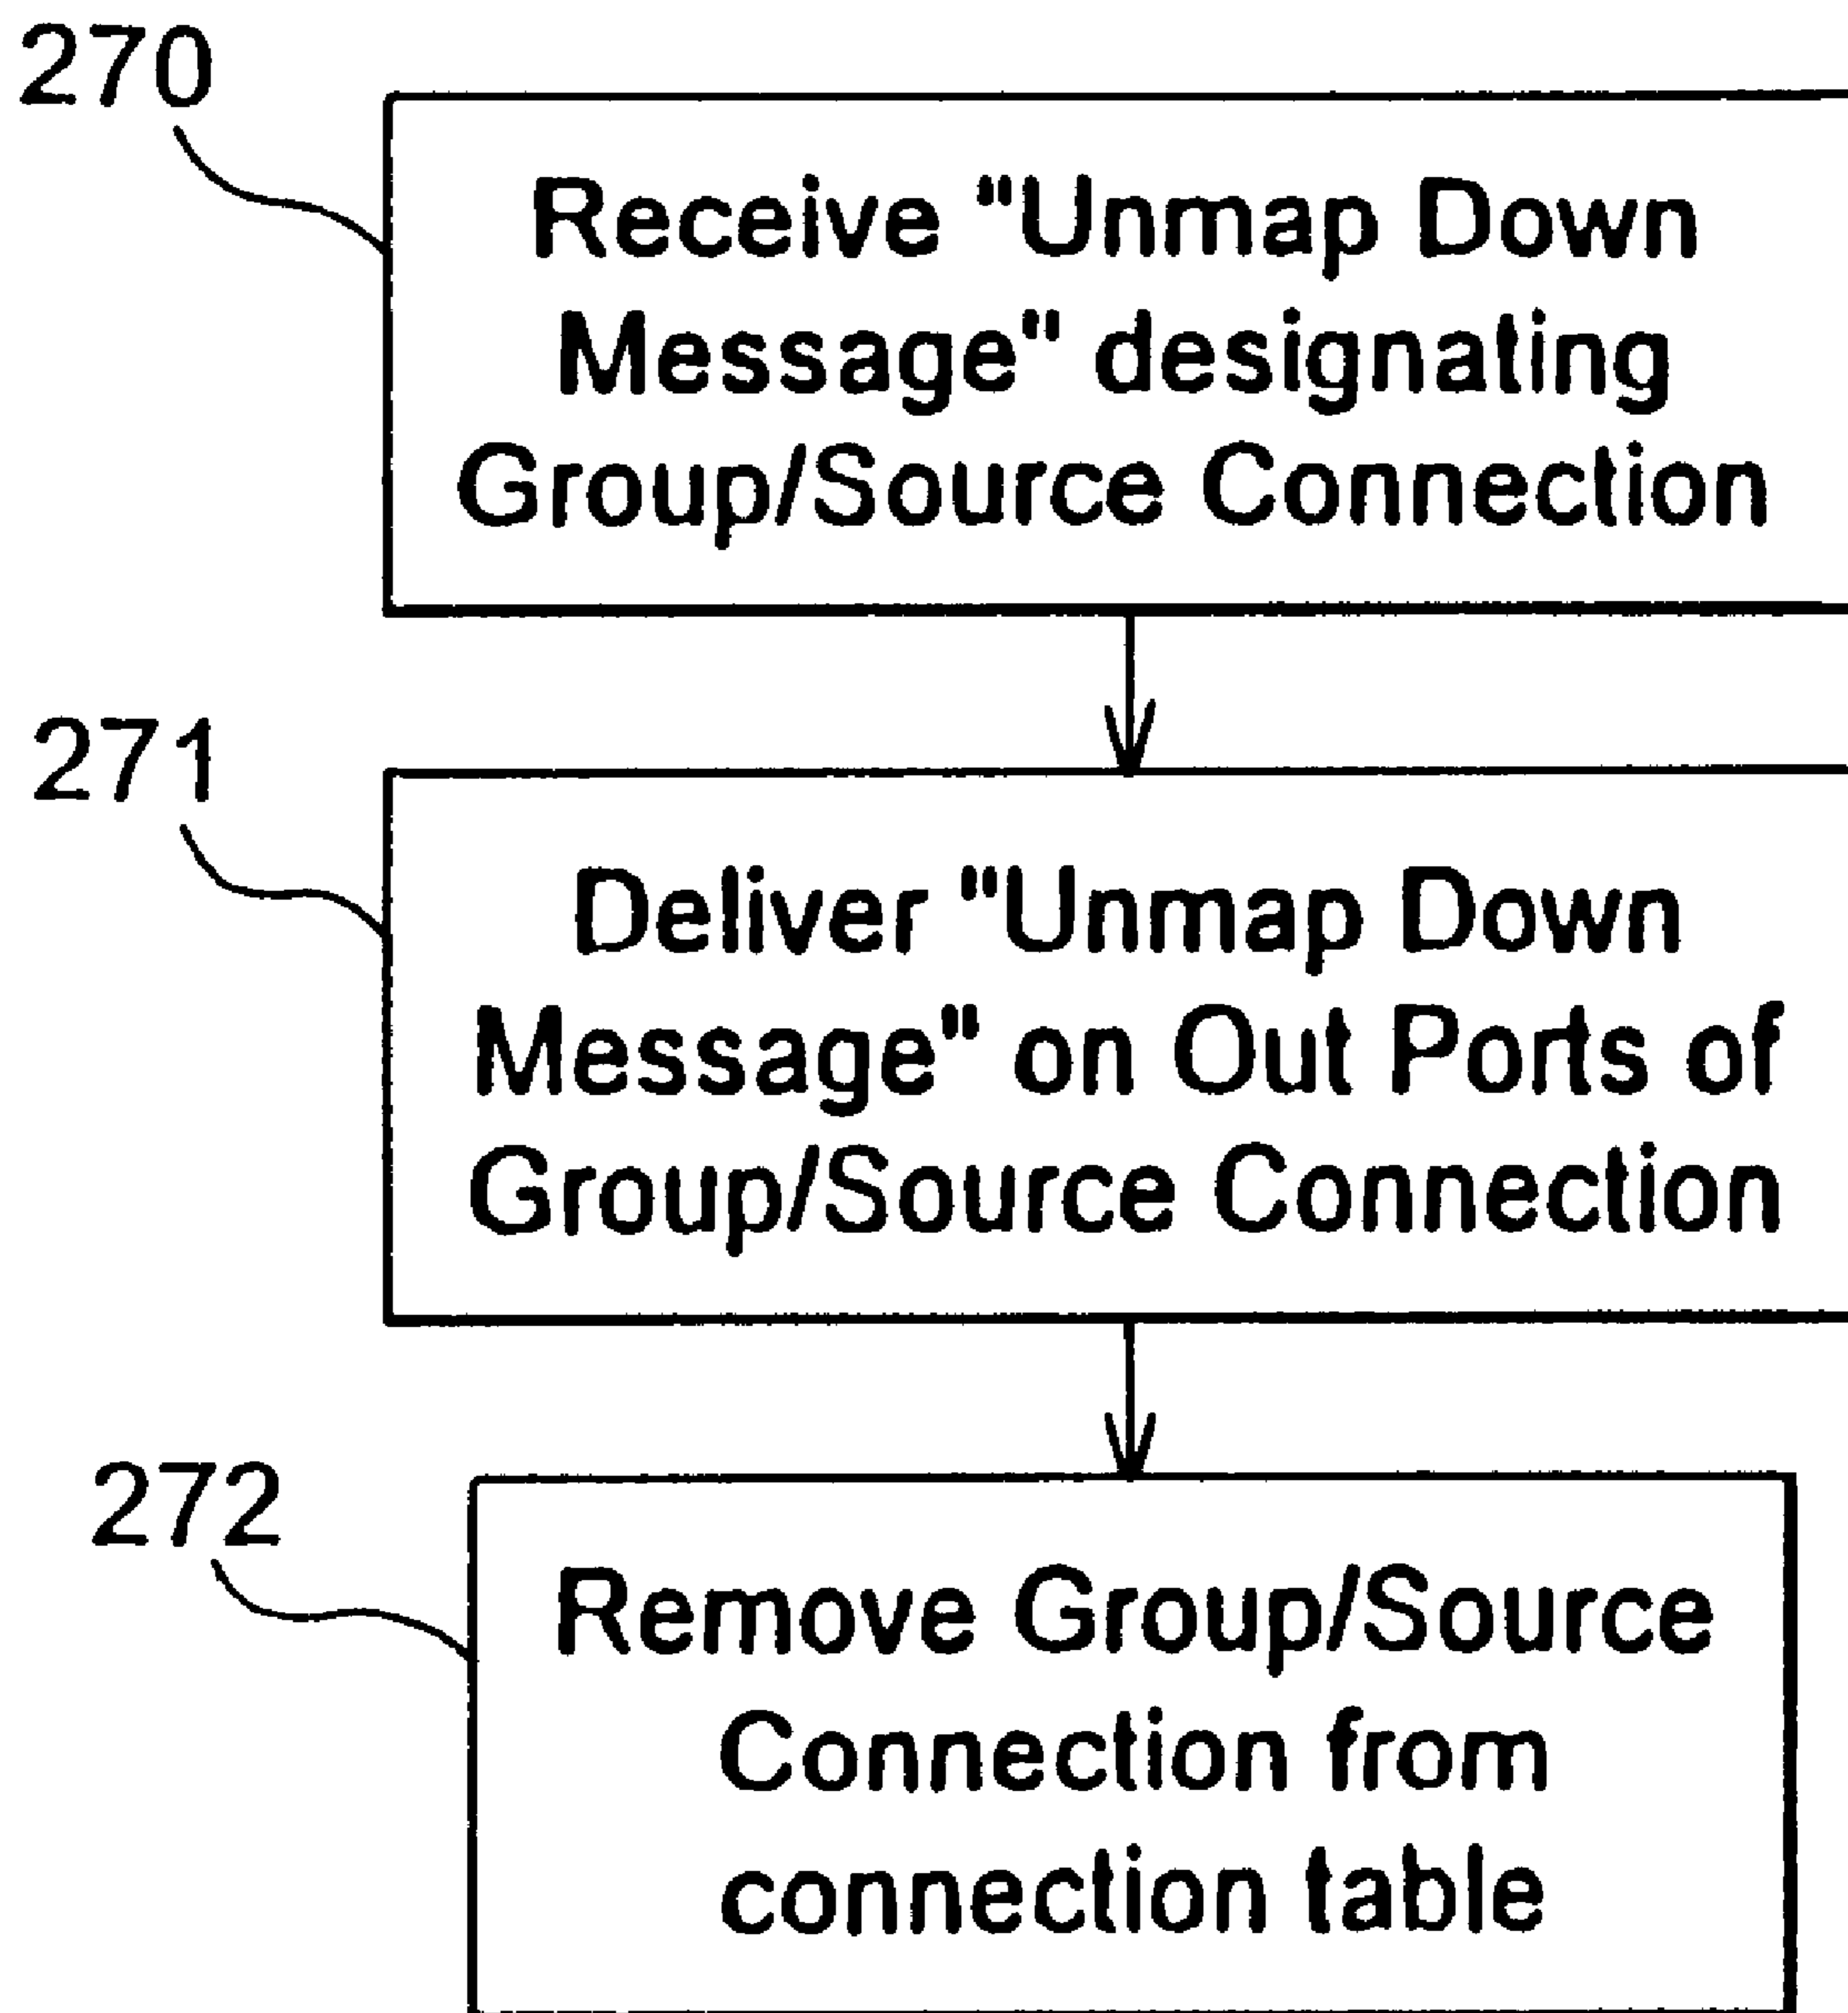 270
Receive "Unmap Down
Message" designating
Group/Source Connection
271
Deliver "Unmap Down
Message" on Out Ports of
Group/Source Connection
272
Remove Group/Source
Connection from
connection table